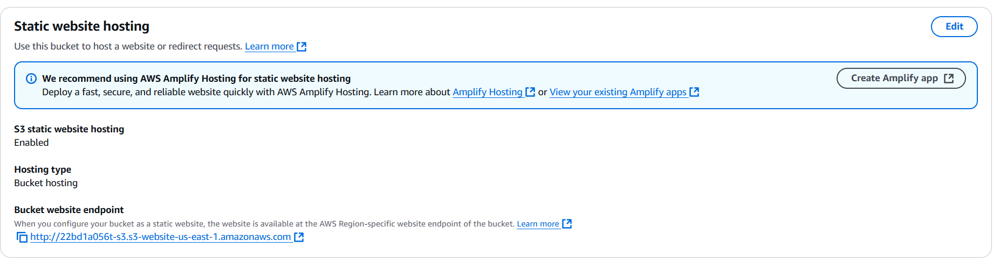 Static website hosting
Edit
Use this bucket to host a website or redirect requests. Learn more
We recommend using AWS Amplify Hosting for static website hosting
Create Amplify app
Deploy a fast, secure, and reliable website quickly with AWS Amplify Hosting. Learn more about Amplify Hosting or View your existing Amplify apps
S3 static website hosting
Enabled
Hosting type
Bucket hosting
Bucket website endpoint
When you configure your bucket as a static website, the website is available at the AWS Region-specific website endpoint of the bucket. Learn more
http://22bd1a056t-s3.s3-website-us-east-1.amazonaws.com